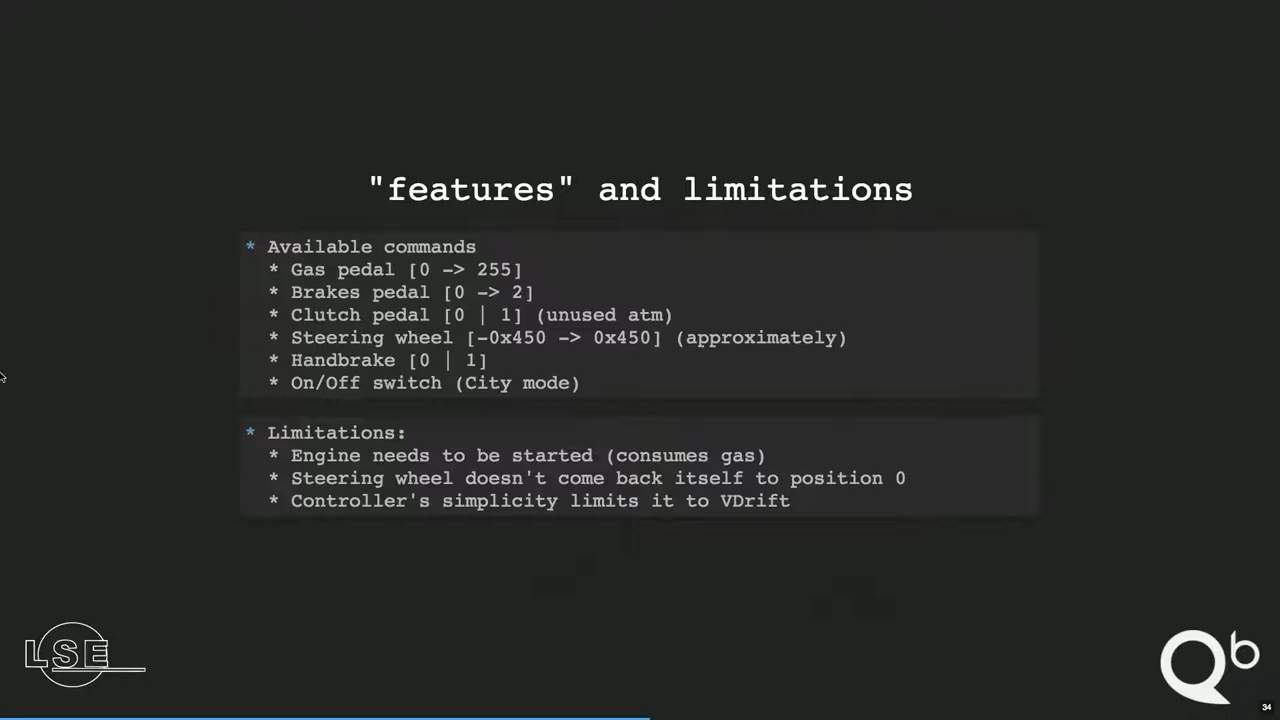 "features" and limitations
* Available commands
* Gas pedal [0 -> 255]
* Brakes pedal [0 -> 2]
* Clutch pedal [0 | 1] (unused atm)
* Steering wheel [-0x450 -> 0x450] (approximately)
* Handbrake [0 | 1]
* On/Off switch (City mode)
* Limitations:
* Engine needs to be started (consumes gas)
* Steering wheel doesn't come back itself to position 0
* Controller's simplicity limits it to VDrift
LSE
Qb
34